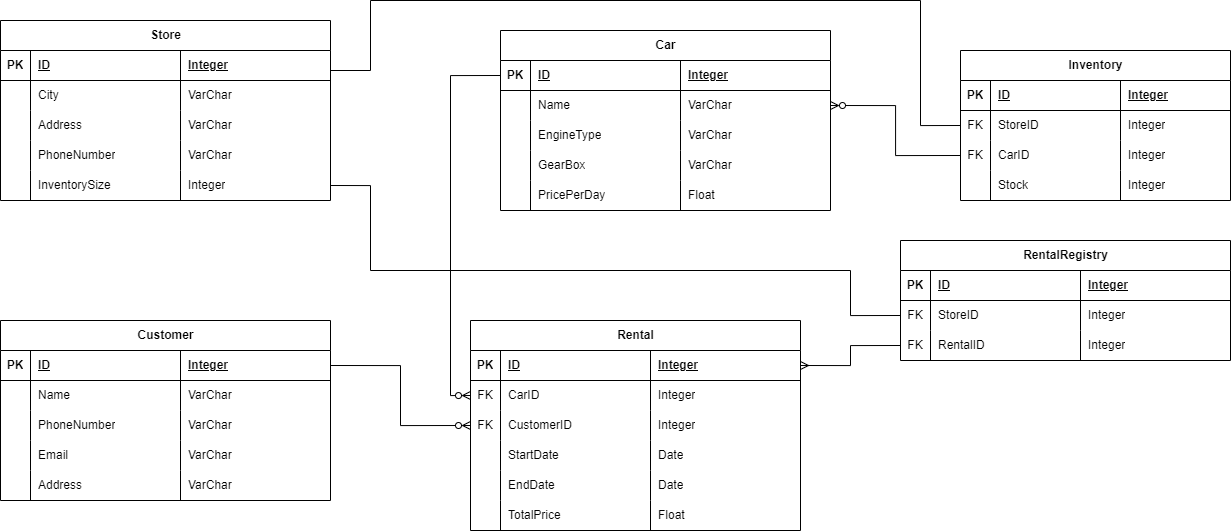 Store
PK ID Integer
City VarChar
Address VarChar
PhoneNumber VarChar
InventorySize Integer
Car
PK ID Integer
Name VarChar
EngineType VarChar
GearBox VarChar
PricePerDay Float
Inventory
PK ID Integer
FK StoreID Integer
FK CarID Integer
Stock Integer
RentalRegistry
PK ID Integer
FK StoreID Integer
FK RentalID Integer
Customer
PK ID Integer
Name VarChar
PhoneNumber VarChar
Email VarChar
Address VarChar
Rental
PK ID Integer
FK CarID Integer
FK CustomerID Integer
StartDate Date
EndDate Date
TotalPrice Float